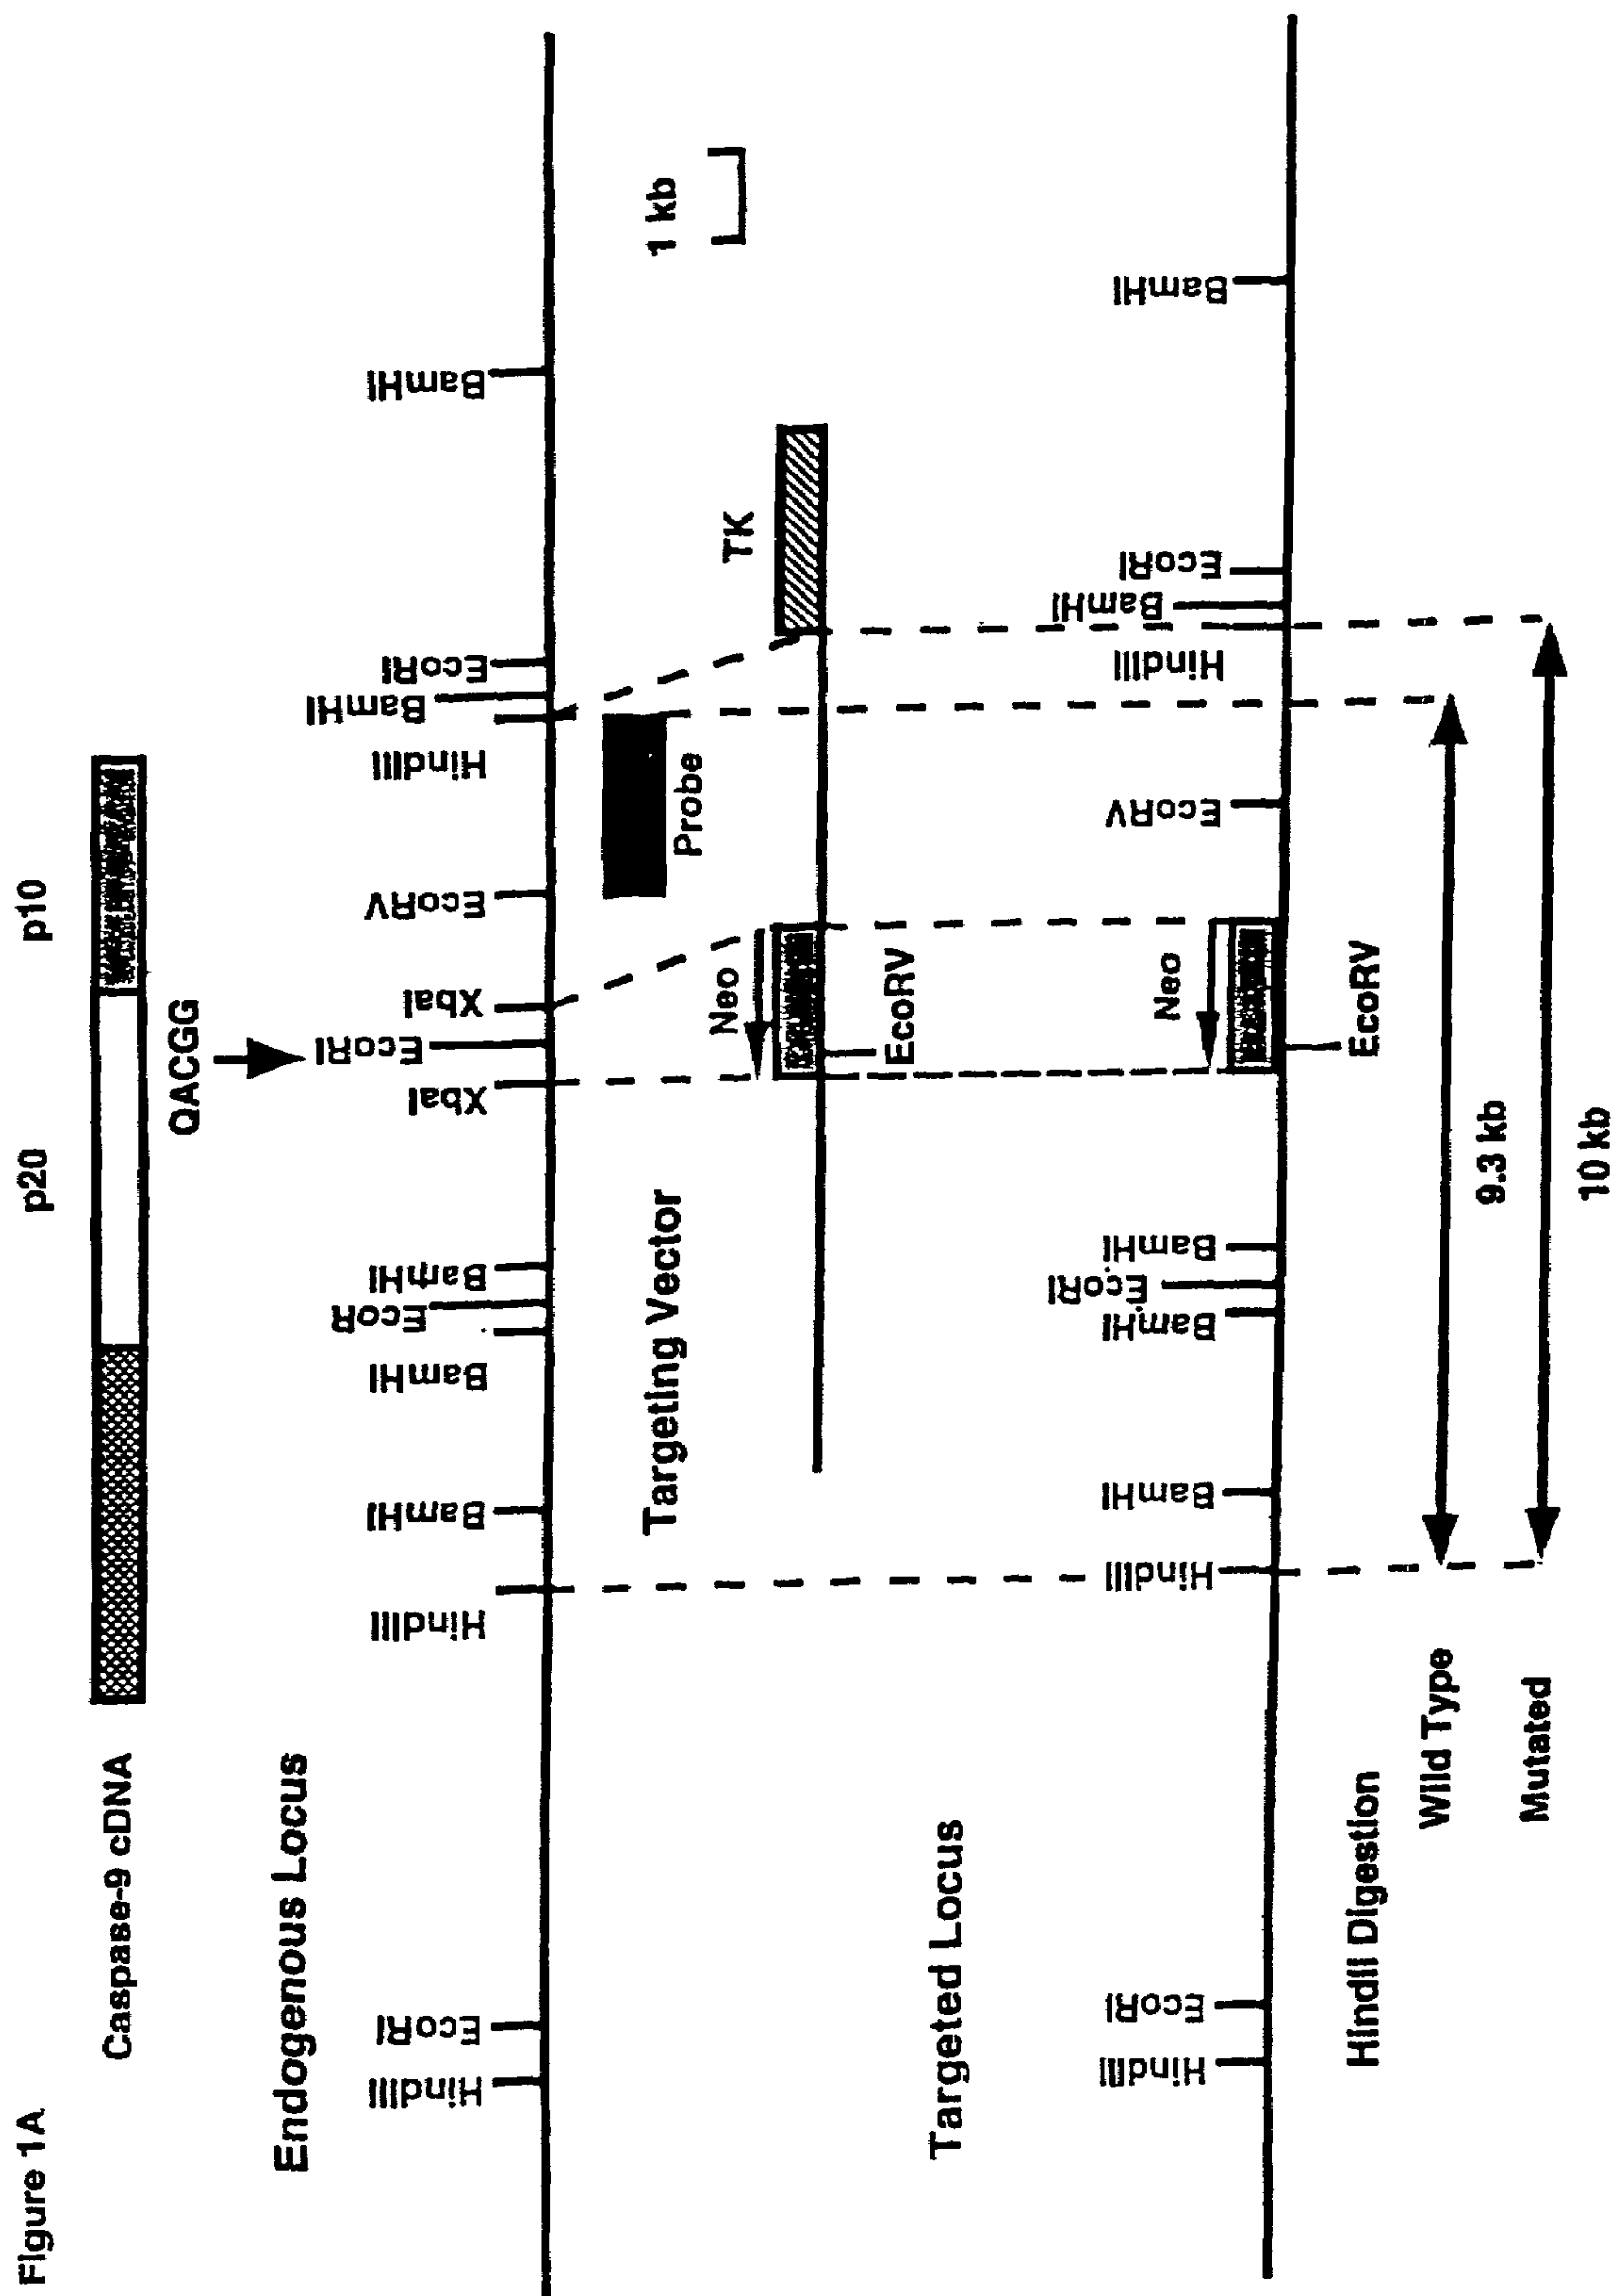 Figure 1A
p20
p10
Caspase-9 cDNA
QACGG
Endogenous Locus
HindIII
EcoRI
HindIII
BamHI
BamHI
EcoR
BamHI
XbaI
EcoRI
XbaI
EcoRV
HindIII
BamHI
EcoRI
BamHI
Targeting Vector
Probe
1 kb
Neo
TK
EcoRV
Targeted Locus
HindIII
EcoRI
HindIII
BamHI
BamHI
EcoRI
BamHI
Neo
EcoRV
HindIII
BamHI
EcoRI
BamHI
EcoRV
HindII Digestion
Wild Type
9.3 kb
Mutated
10 kb